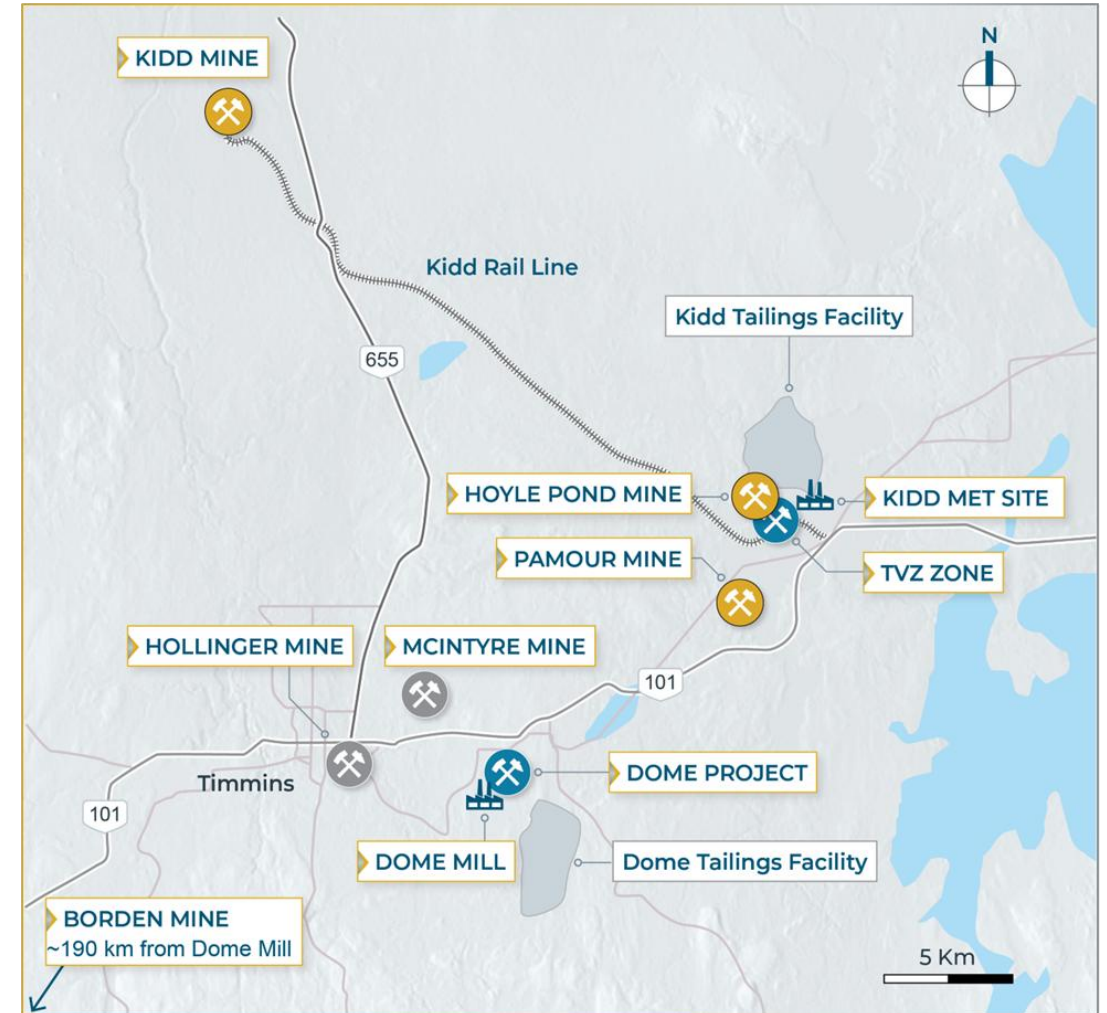 N
KIDD MINE
Kidd Rail Line
Kidd Tailings Facility
655
HOYLE POND MINE
KIDD MET SITE
PAMOUR MINE
TVZ ZONE
HOLLINGER MINE
MCINTYRE MINE
101
Timmins
DOME PROJECT
101
DOME MILL
Dome Tailings Facility
BORDEN MINE
~190 km from Dome Mill
5 Km